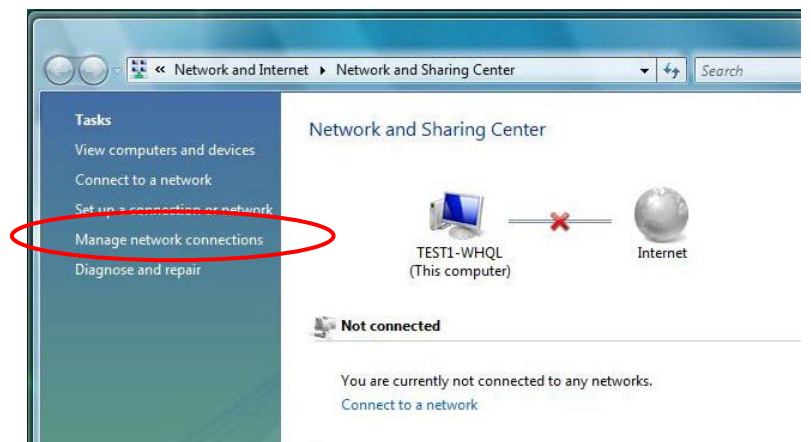 « Network and Internet ▸ Network and Sharing Center
Search
Tasks
View computers and devices
Connect to a network
Set up a connection or network
Manage network connections
Diagnose and repair
Network and Sharing Center
TEST1-WHQL
(This computer)
Internet
Not connected
You are currently not connected to any networks.
Connect to a network